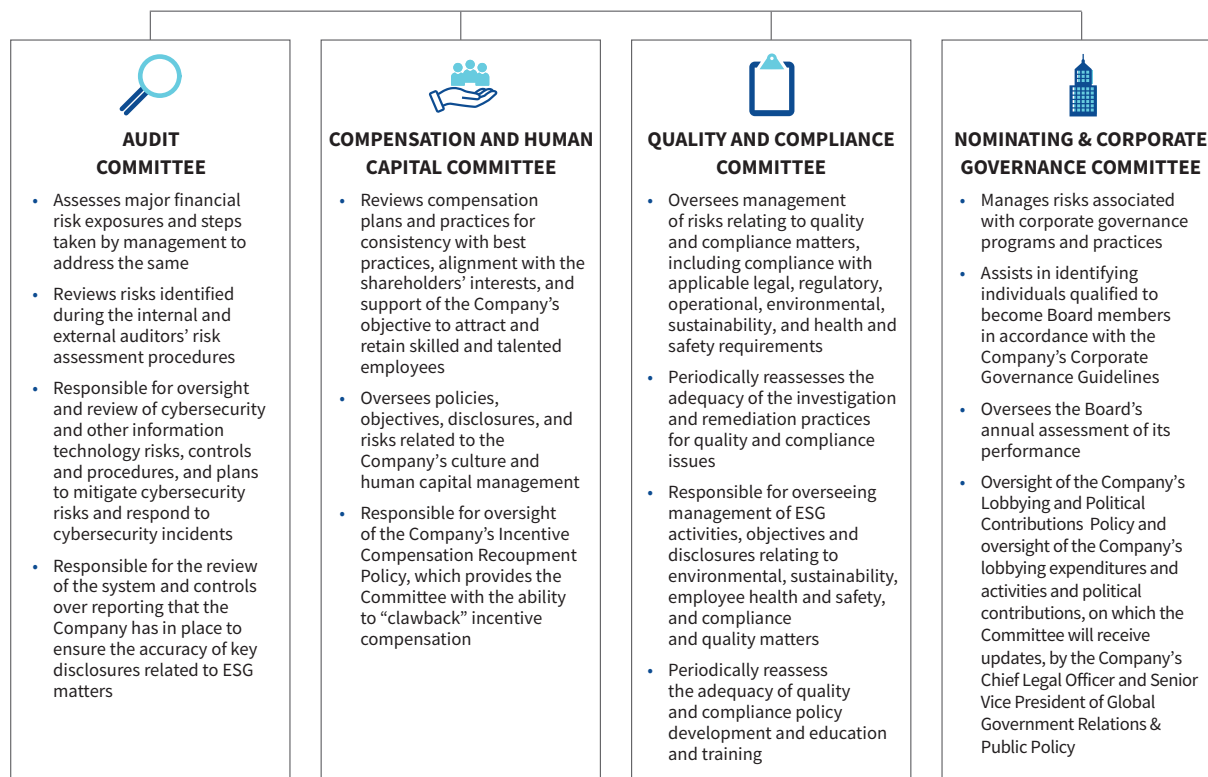 AUDIT
COMMITTEE
• Assesses major financial
risk exposures and steps
taken by management to
address the same
• Reviews risks identified
during the internal and
external auditors’ risk
assessment procedures
• Responsible for oversight
and review of cybersecurity
and other information
technology risks, controls
and procedures, and plans
to mitigate cybersecurity
risks and respond to
cybersecurity incidents
• Responsible for the review
of the system and controls
over reporting that the
Company has in place to
ensure the accuracy of key
disclosures related to ESG
matters
COMPENSATION AND HUMAN
CAPITAL COMMITTEE
• Reviews compensation
plans and practices for
consistency with best
practices, alignment with the
shareholders’ interests, and
support of the Company’s
objective to attract and
retain skilled and talented
employees
• Oversees policies,
objectives, disclosures, and
risks related to the
Company’s culture and
human capital management
• Responsible for oversight
of the Company’s Incentive
Compensation Recoupment
Policy, which provides the
Committee with the ability
to “clawback” incentive
compensation
QUALITY AND COMPLIANCE
COMMITTEE
• Oversees management
of risks relating to quality
and compliance matters,
including compliance with
applicable legal, regulatory,
operational, environmental,
sustainability, and health and
safety requirements
• Periodically reassesses the
adequacy of the investigation
and remediation practices
for quality and compliance
issues
• Responsible for overseeing
management of ESG
activities, objectives and
disclosures relating to
environmental, sustainability,
employee health and safety,
and compliance
and quality matters
• Periodically reassess
the adequacy of quality
and compliance policy
development and education
and training
NOMINATING & CORPORATE
GOVERNANCE COMMITTEE
• Manages risks associated
with corporate governance
programs and practices
• Assists in identifying
individuals qualified to
become Board members
in accordance with the
Company’s Corporate
Governance Guidelines
• Oversees the Board’s
annual assessment of its
performance
• Oversight of the Company’s
Lobbying and Political
Contributions Policy and
oversight of the Company’s
lobbying expenditures and
activities and political
contributions, on which the
Committee will receive
updates, by the Company’s
Chief Legal Officer and Senior
Vice President of Global
Government Relations &
Public Policy